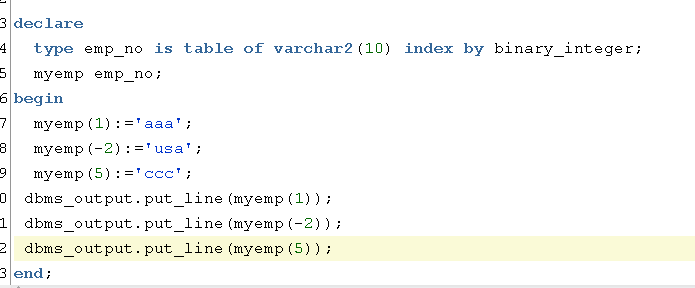 3 declare
4 type emp_no is table of varchar2(10) index by binary_integer;
5 myemp emp_no;
6 begin
7 myemp(1):='aaa';
8 myemp(-2):='usa';
9 myemp(5):='ccc';
0 dbms_output.put_line(myemp(1));
1 dbms_output.put_line(myemp(-2));
2 dbms_output.put_line(myemp(5));
3 end;